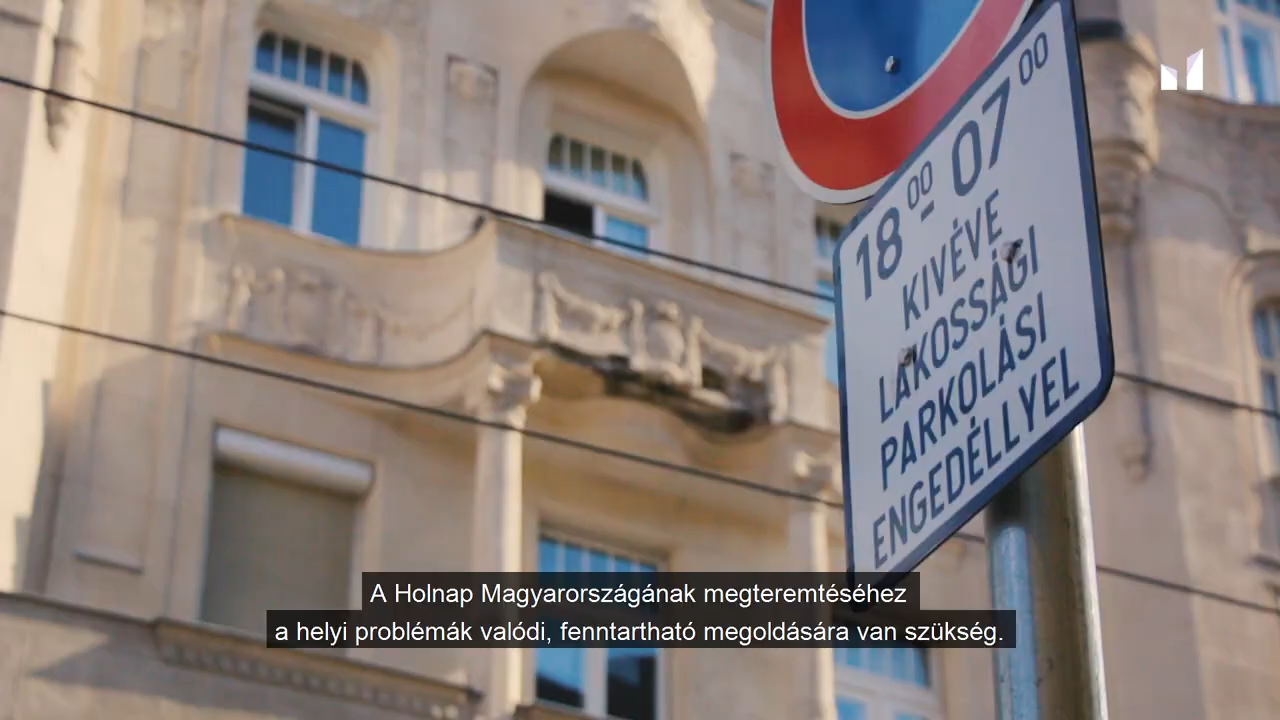 18⁰⁰ - 07⁰⁰
KIVÉVE
LAKOSSÁGI
PARKOLÁSI
ENGEDÉLLYEL
A Holnap Magyarországának megteremtéséhez
a helyi problémák valódi, fenntartható megoldására van szükség.